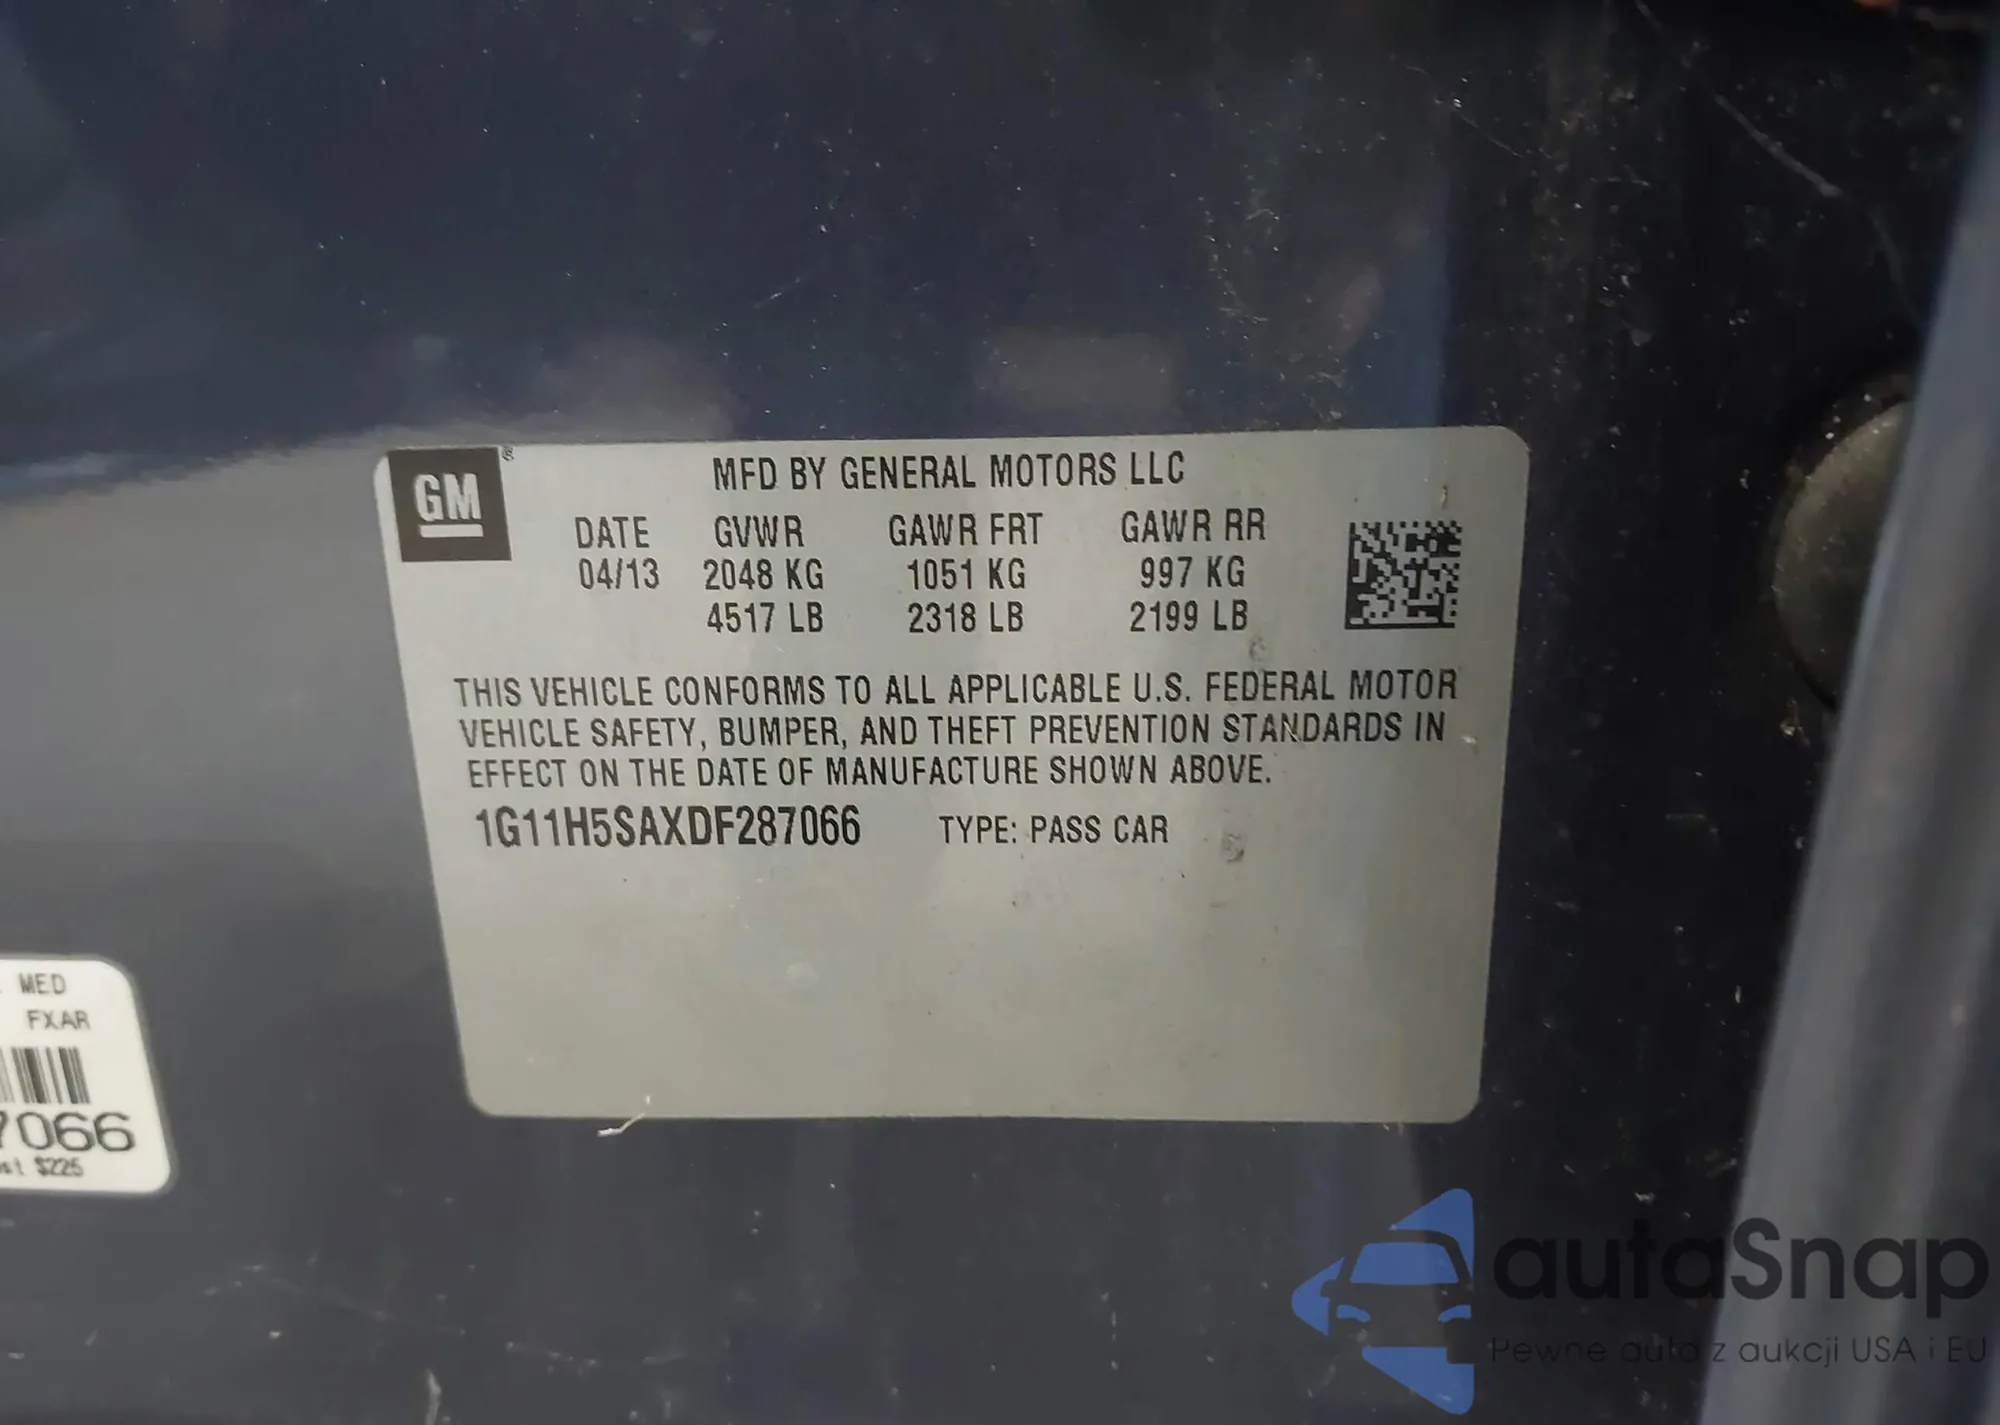 GM ®
MFD BY GENERAL MOTORS LLC
DATE GVWR GAWR FRT GAWR RR
04/13 2048 KG 1051 KG 997 KG
4517 LB 2318 LB 2199 LB
THIS VEHICLE CONFORMS TO ALL APPLICABLE U.S. FEDERAL MOTOR
VEHICLE SAFETY, BUMPER, AND THEFT PREVENTION STANDARDS IN
EFFECT ON THE DATE OF MANUFACTURE SHOWN ABOVE.
1G11H5SAXDF287066 TYPE: PASS CAR
MED
FXAR
7066
$225
autaSnap
Pewne auta z aukcji USA i EU